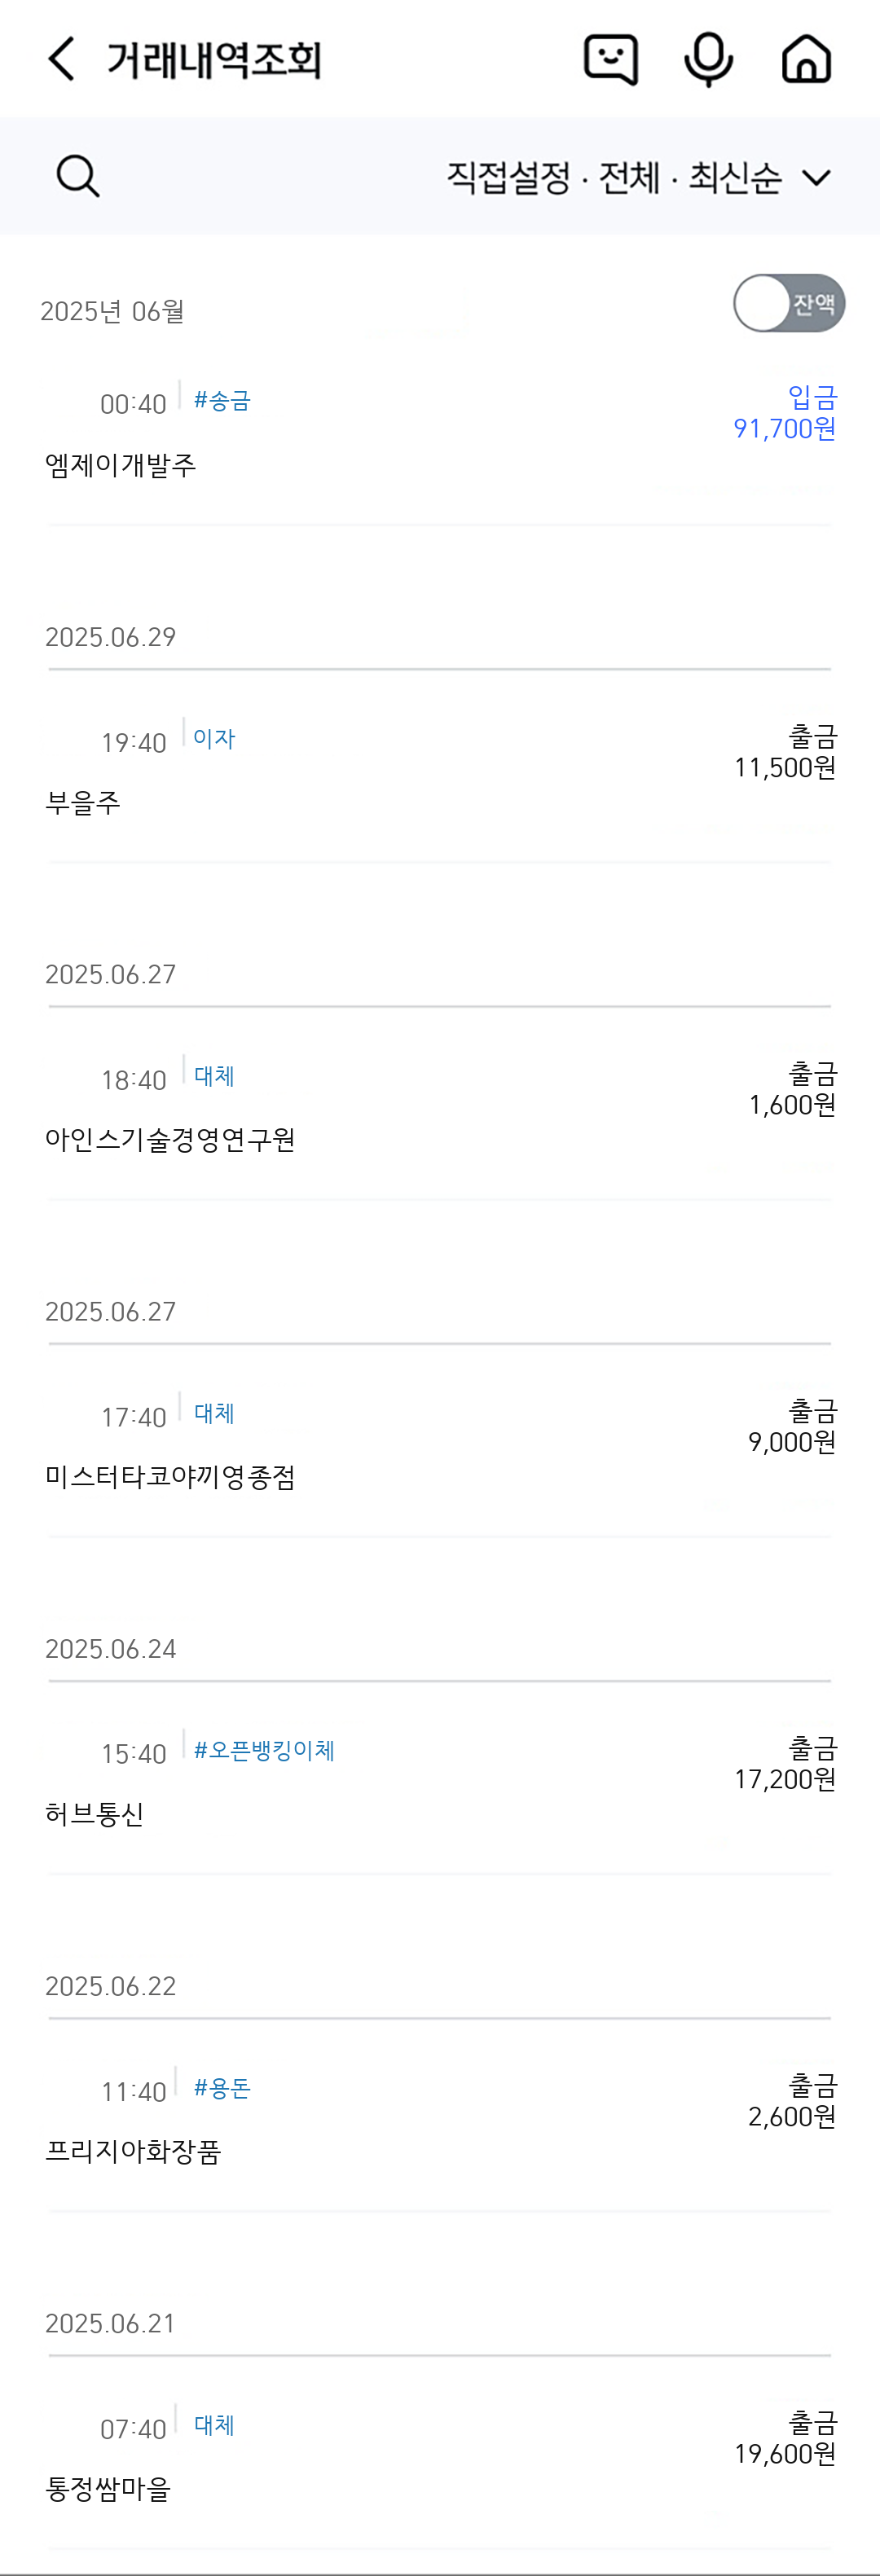 거래내역조회
직접설정 · 전체 · 최신순
2025년 06월
잔액
00:40 #송금
입금
91,700원
엠제이개발주
2025.06.29
19:40 이자
출금
11,500원
부을주
2025.06.27
18:40 대체
출금
1,600원
아인스기술경영연구원
2025.06.27
17:40 대체
출금
9,000원
미스터타코야끼영종점
2025.06.24
15:40 #오픈뱅킹이체
출금
17,200원
허브통신
2025.06.22
11:40 #용돈
출금
2,600원
프리지아화장품
2025.06.21
07:40 대체
출금
19,600원
통정쌈마을